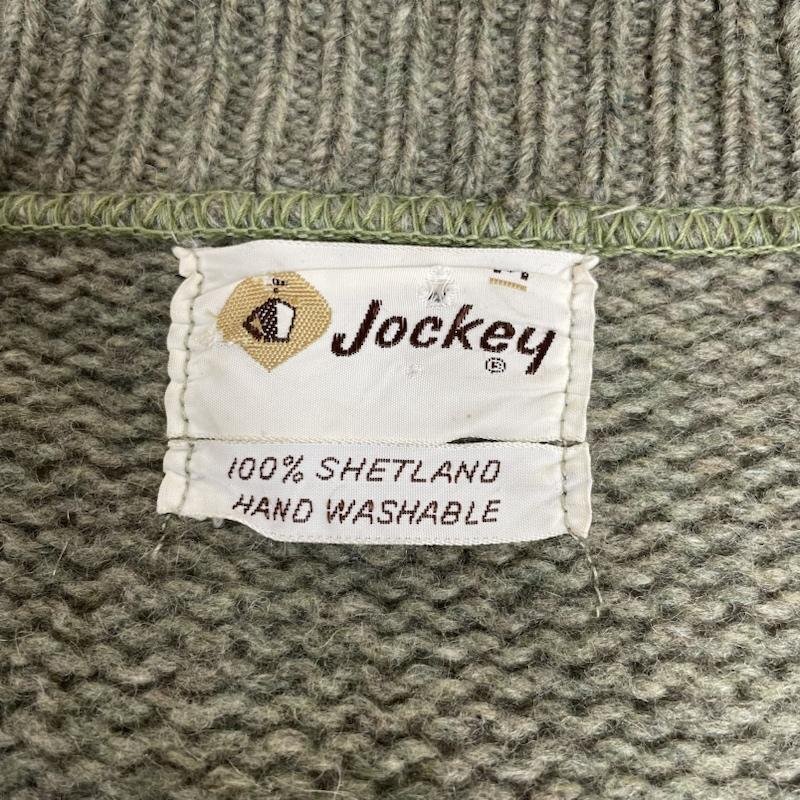 Jockey
®
100% SHETLAND
HAND WASHABLE